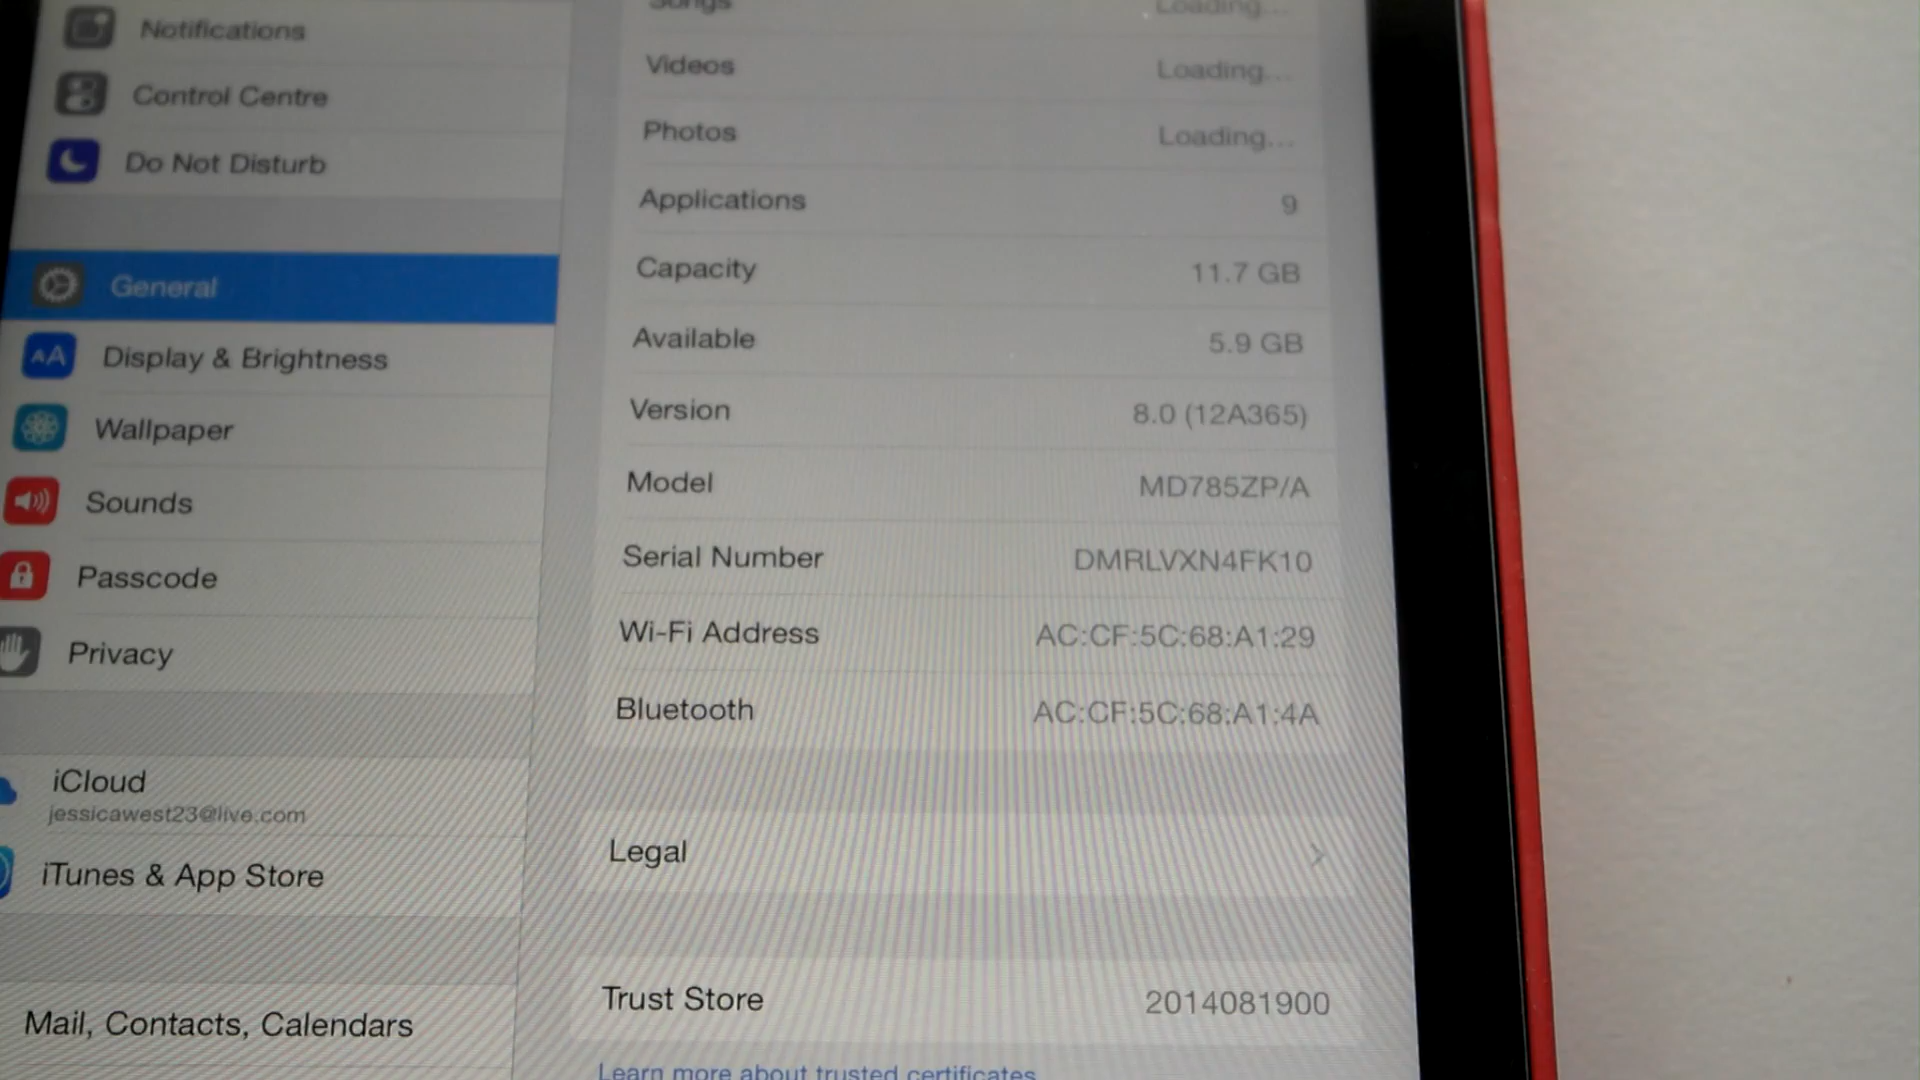 Notifications
Control Centre
Do Not Disturb
General
AA Display & Brightness
Wallpaper
Sounds
Passcode
Privacy
iCloud
jessicawest23@live.com
iTunes & App Store
Mail, Contacts, Calendars
Songs Loading...
Videos Loading...
Photos Loading...
Applications 9
Capacity 11.7 GB
Available 5.9 GB
Version 8.0 (12A365)
Model MD785ZP/A
Serial Number DMRLVXN4FK10
Wi-Fi Address AC:CF:5C:68:A1:29
Bluetooth AC:CF:5C:68:A1:4A
Legal
Trust Store 2014081900
Learn more about trusted certificates